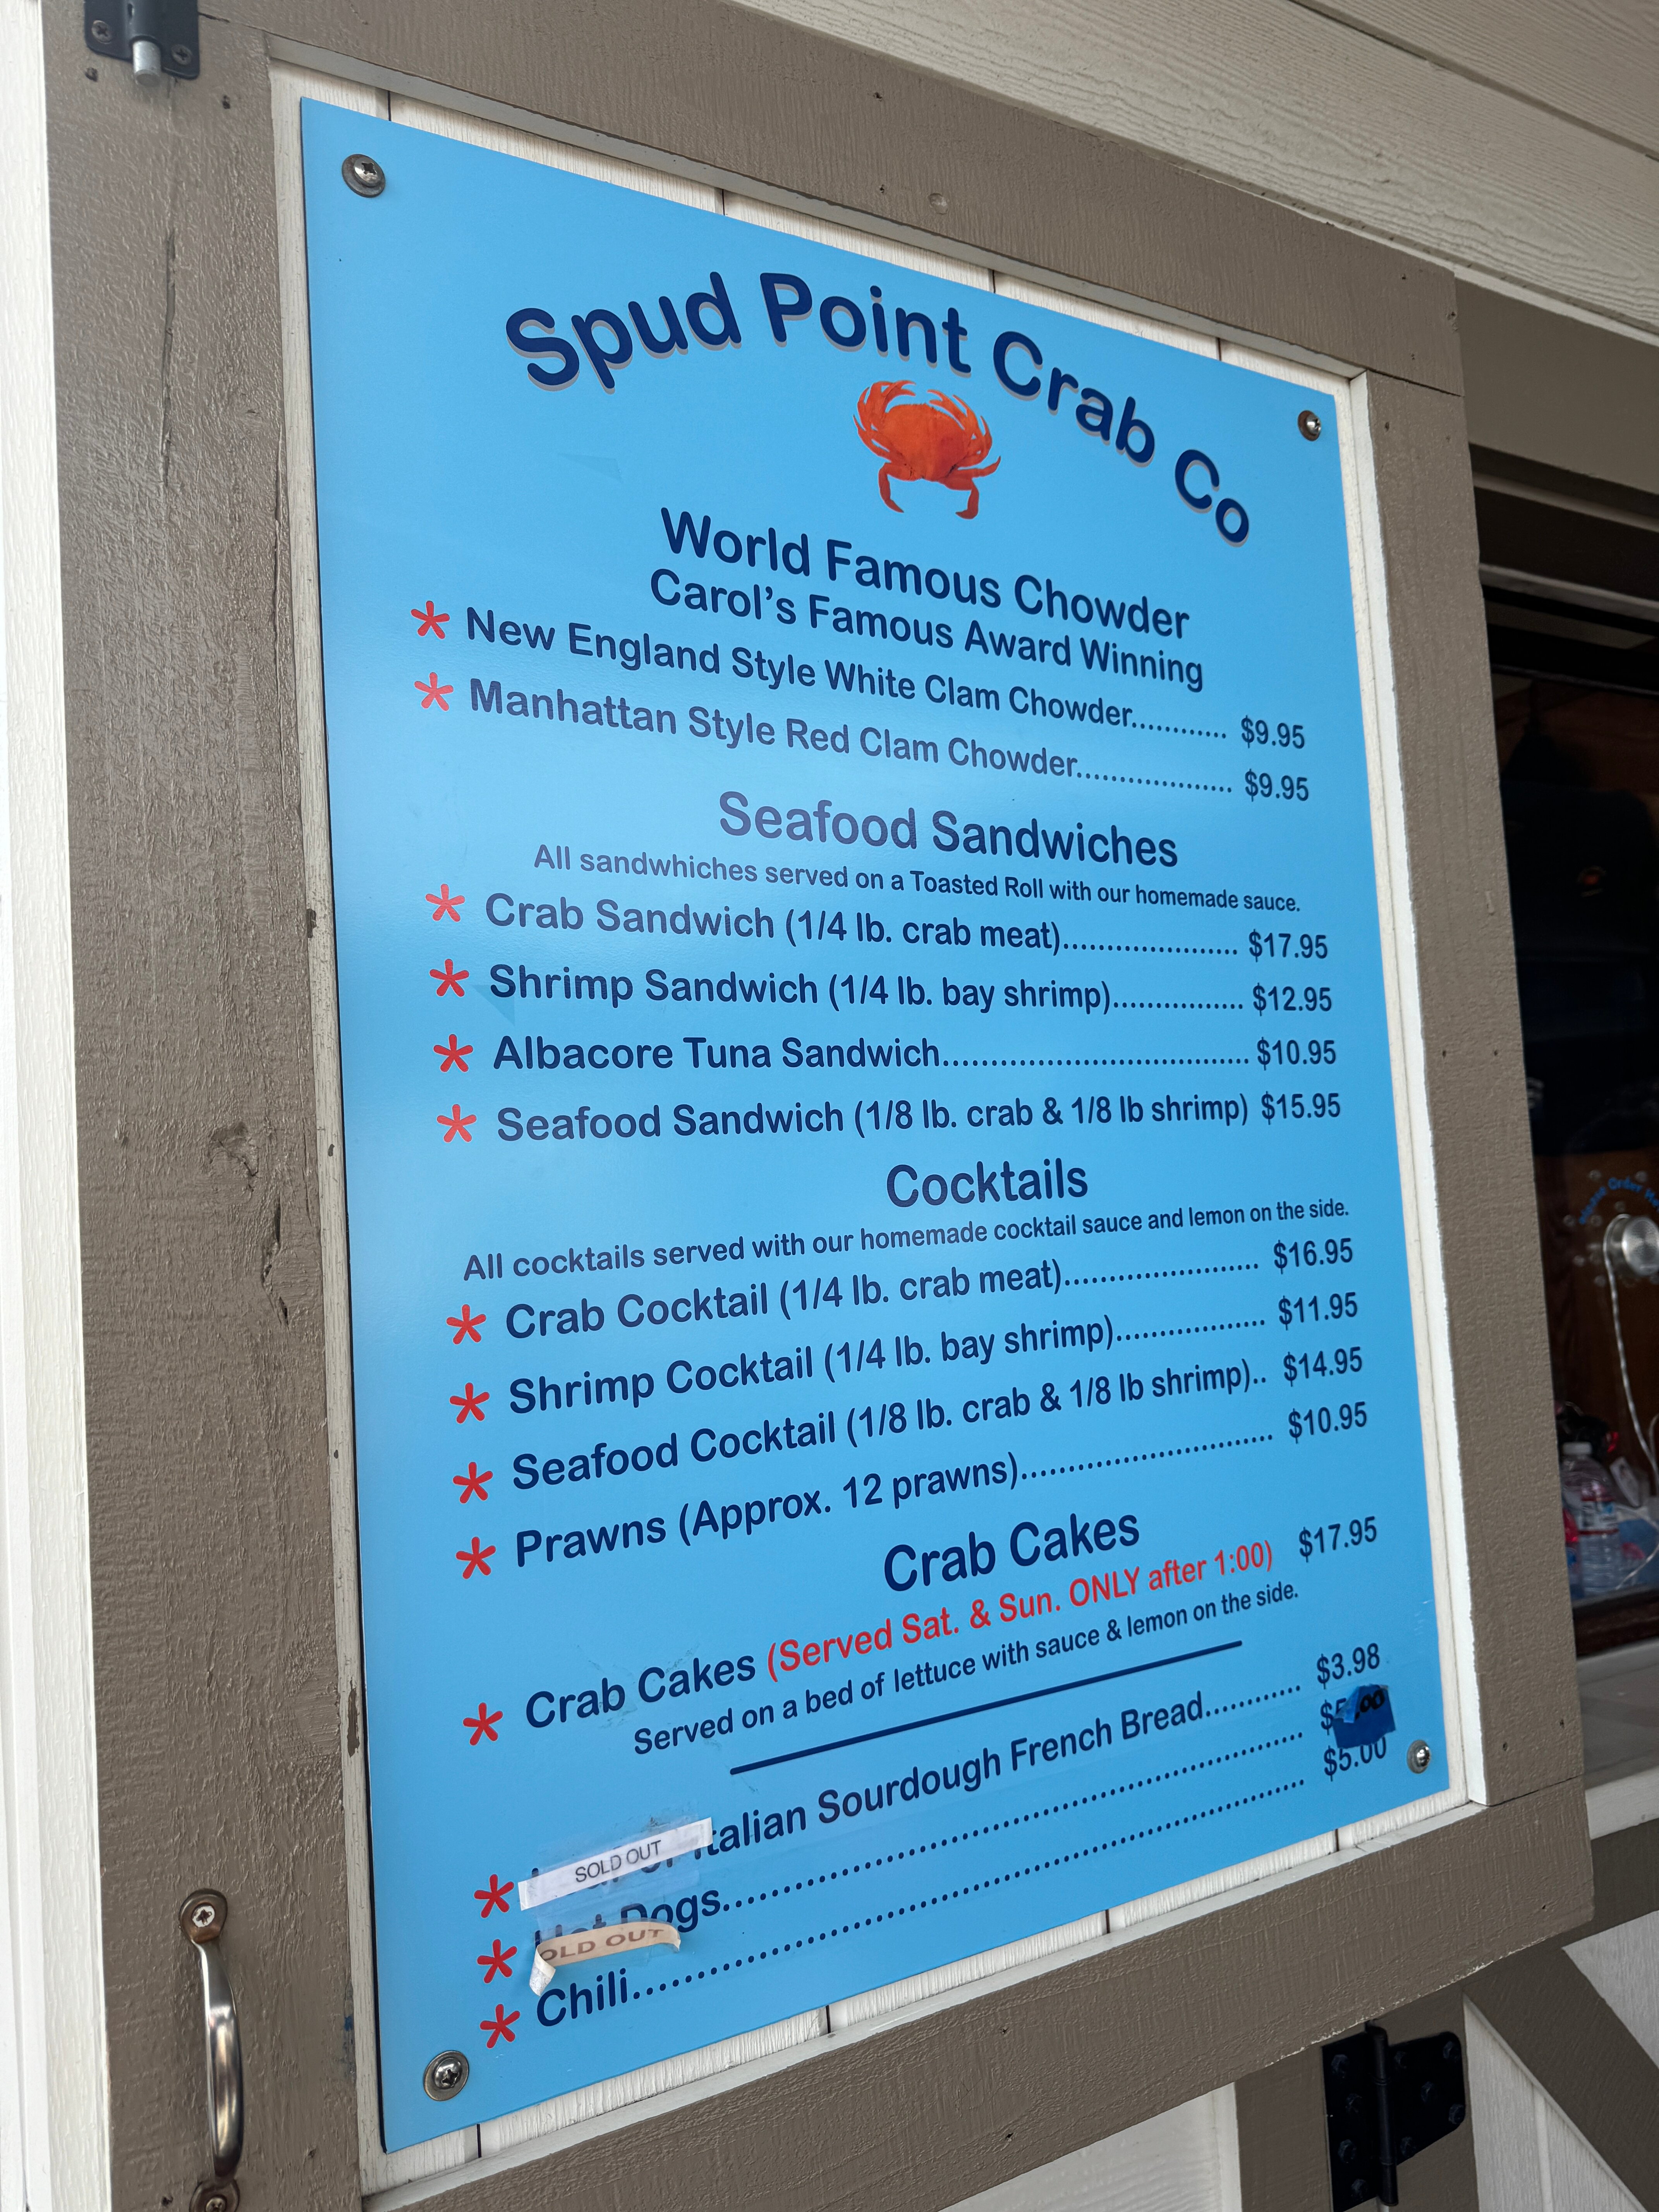 Spud Point Crab Co
World Famous Chowder
Carol's Famous Award Winning
* New England Style White Clam Chowder............ $9.95
* Manhattan Style Red Clam Chowder................... $9.95
Seafood Sandwiches
All sandwhiches served on a Toasted Roll with our homemade sauce.
* Crab Sandwich (1/4 lb. crab meat)..................... $17.95
* Shrimp Sandwich (1/4 lb. bay shrimp)................ $12.95
* Albacore Tuna Sandwich.................................... $10.95
* Seafood Sandwich (1/8 lb. crab & 1/8 lb shrimp) $15.95
Cocktails
All cocktails served with our homemade cocktail sauce and lemon on the side.
* Crab Cocktail (1/4 lb. crab meat)........................ $16.95
* Shrimp Cocktail (1/4 lb. bay shrimp).................. $11.95
* Seafood Cocktail (1/8 lb. crab & 1/8 lb shrimp).. $14.95
* Prawns (Approx. 12 prawns).............................. $10.95
Crab Cakes
* Crab Cakes (Served Sat. & Sun. ONLY after 1:00) $17.95
Served on a bed of lettuce with sauce & lemon on the side.
* Italian Sourdough French Bread........... $3.98
SOLD OUT
* Hot Dogs...............................................................
OLD OUT
* Chili........................................................................ $5.00
Please Order